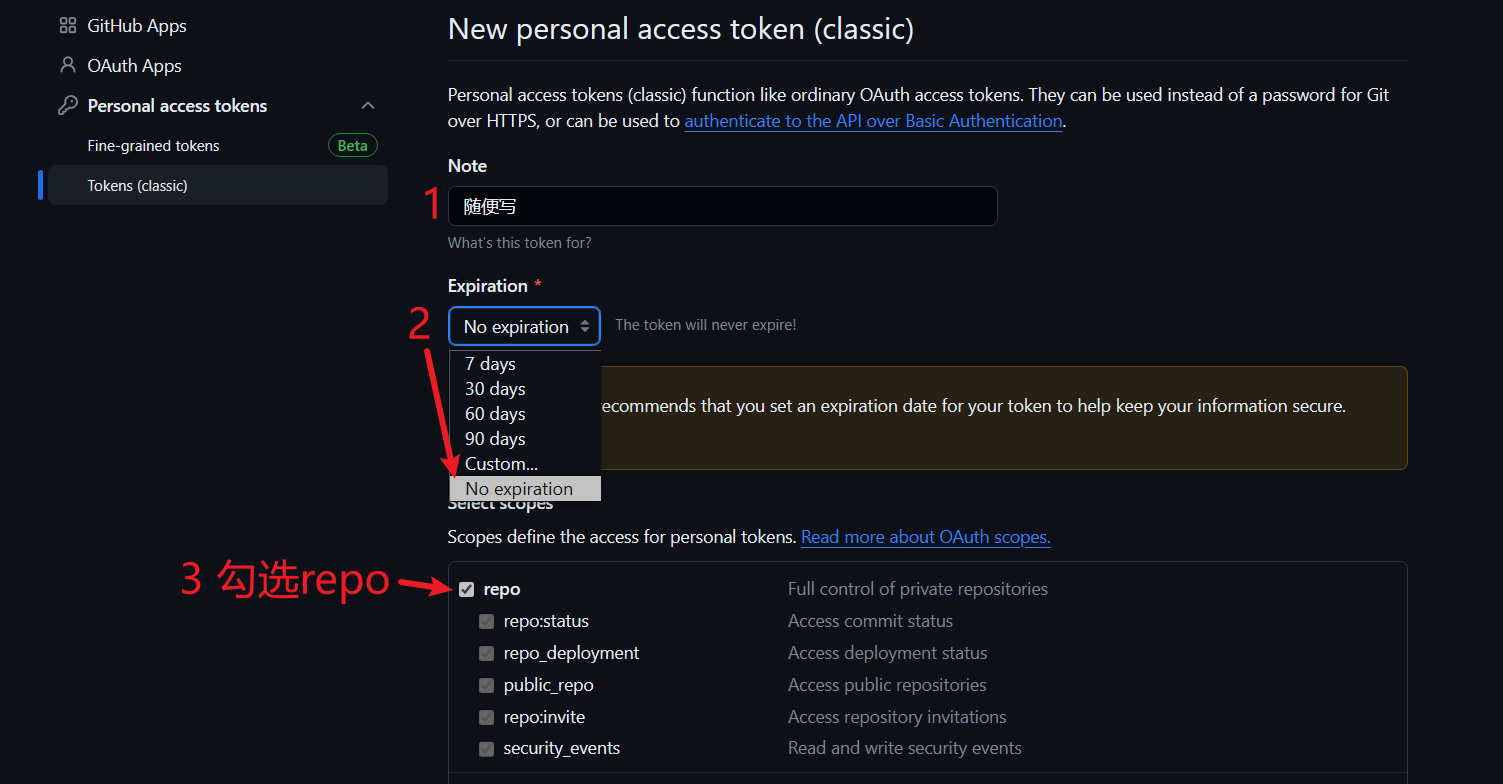 GitHub Apps
OAuth Apps
Personal access tokens
Fine-grained tokens Beta
Tokens (classic)
New personal access token (classic)
Personal access tokens (classic) function like ordinary OAuth access tokens. They can be used instead of a password for Git
over HTTPS, or can be used to authenticate to the API over Basic Authentication.
Note
1 随便写
What's this token for?
Expiration *
2 No expiration The token will never expire!
7 days
30 days
60 days
90 days
Custom...
No expiration
recommends that you set an expiration date for your token to help keep your information secure.
Select scopes
Scopes define the access for personal tokens. Read more about OAuth scopes.
3 勾选repo
repo Full control of private repositories
repo:status Access commit status
repo_deployment Access deployment status
public_repo Access public repositories
repo:invite Access repository invitations
security_events Read and write security events